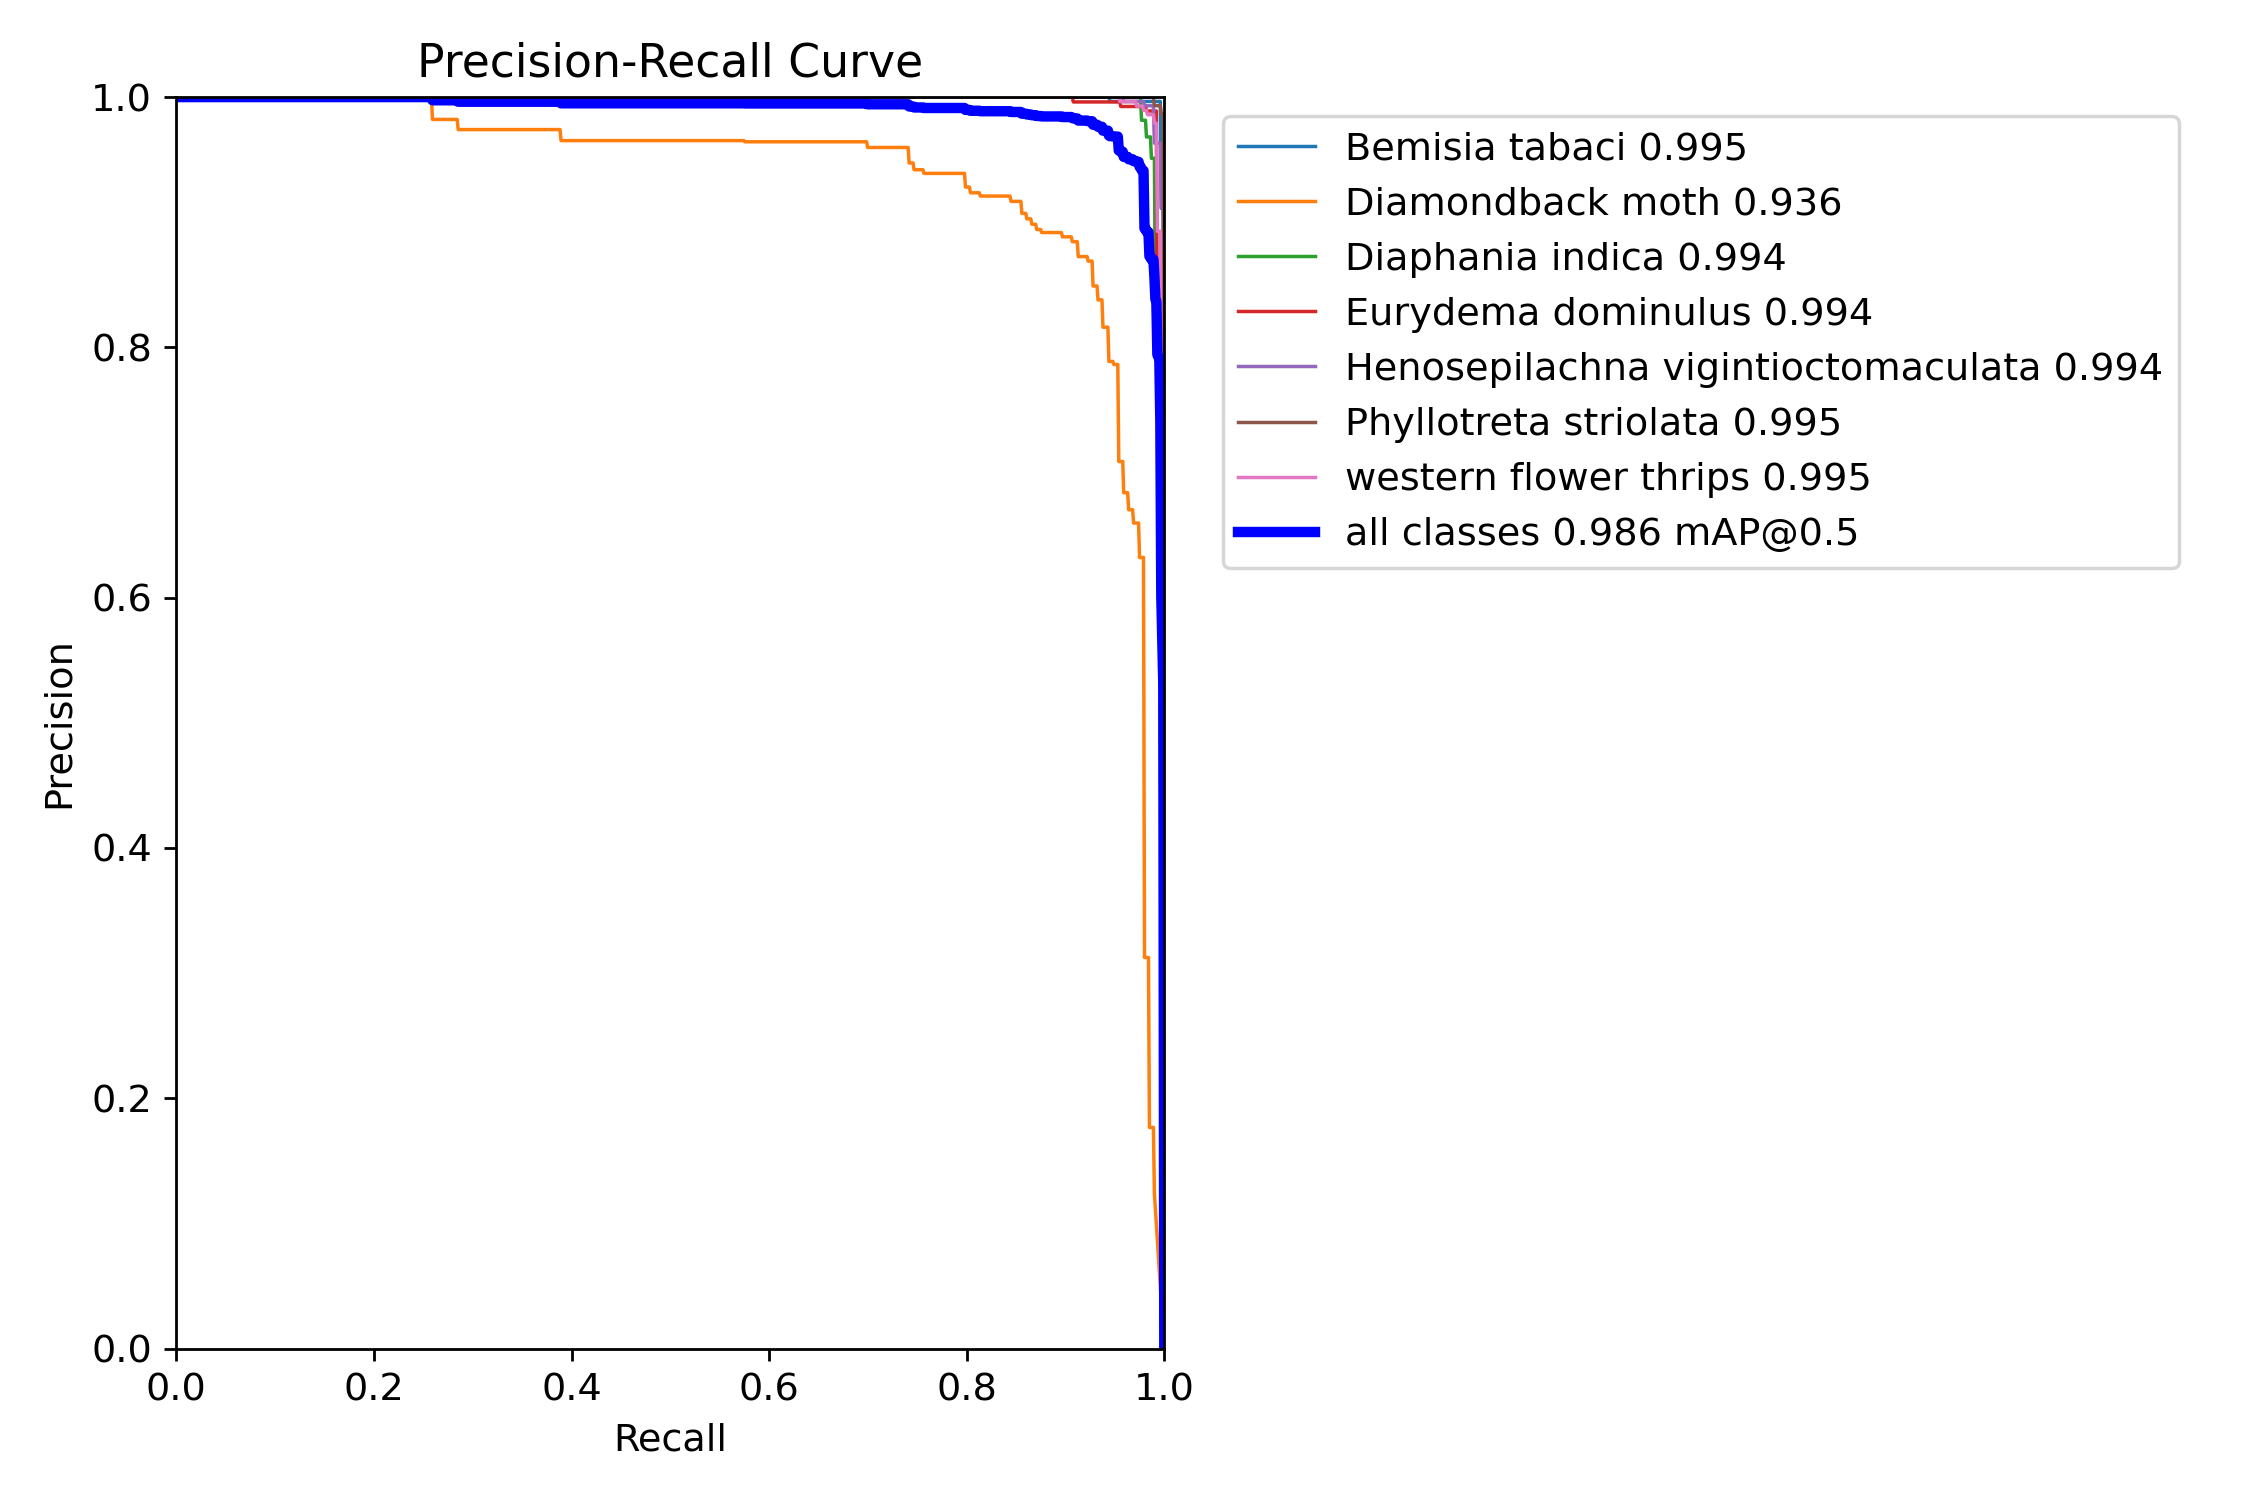 Precision-Recall Curve
1.0
0.8
0.6
0.4
0.2
0.0
Precision
0.0 0.2 0.4 0.6 0.8 1.0
Recall
Bemisia tabaci 0.995
Diamondback moth 0.936
Diaphania indica 0.994
Eurydema dominulus 0.994
Henosepilachna vigintioctomaculata 0.994
Phyllotreta striolata 0.995
western flower thrips 0.995
all classes 0.986 mAP@0.5